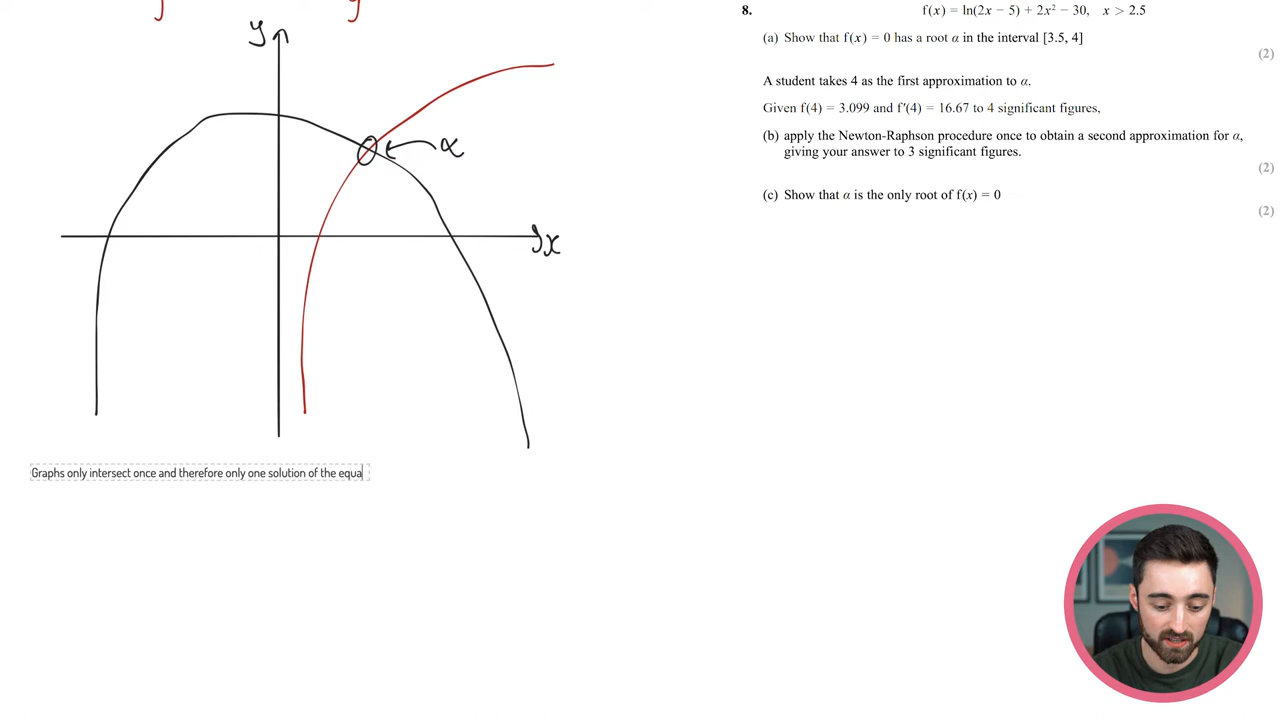 y
α
x
Graphs only intersect once and therefore only one solution of the equa
8.
f(x) = ln(2x − 5) + 2x² − 30, x > 2.5
(a) Show that f(x) = 0 has a root α in the interval [3.5, 4]
(2)
A student takes 4 as the first approximation to α.
Given f(4) = 3.099 and f′(4) = 16.67 to 4 significant figures,
(b) apply the Newton-Raphson procedure once to obtain a second approximation for α,
giving your answer to 3 significant figures.
(2)
(c) Show that α is the only root of f(x) = 0
(2)